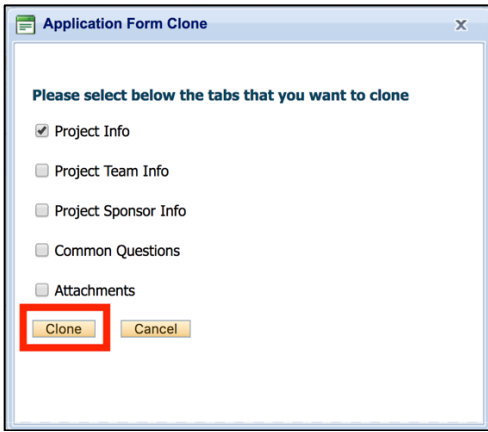 Application Form Clone
x
Please select below the tabs that you want to clone
Project Info
Project Team Info
Project Sponsor Info
Common Questions
Attachments
Clone Cancel